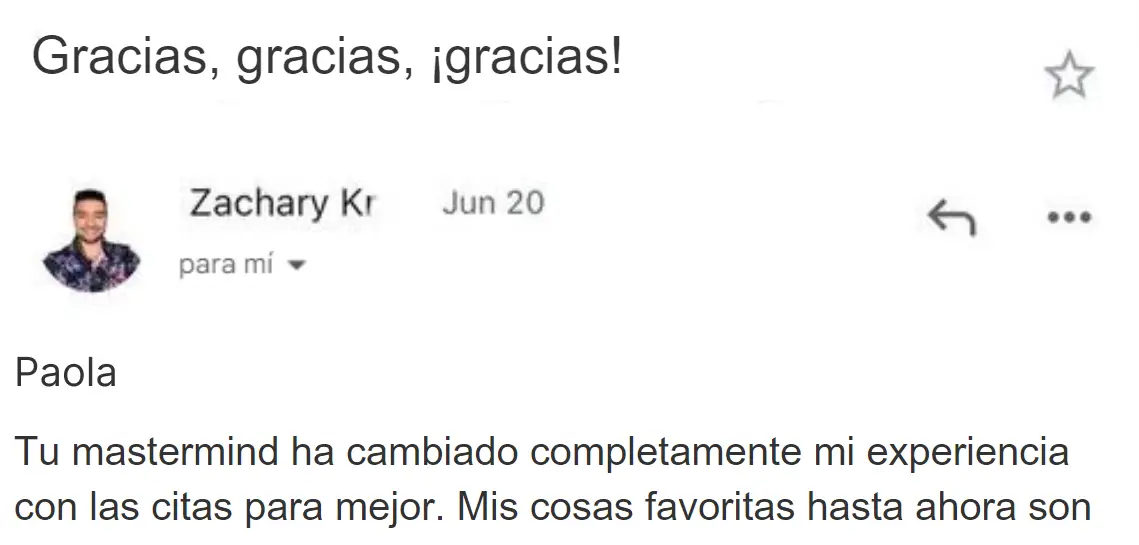 Gracias, gracias, ¡gracias!
Zachary Kr Jun 20
para mí
Paola
Tu mastermind ha cambiado completamente mi experiencia
con las citas para mejor. Mis cosas favoritas hasta ahora son